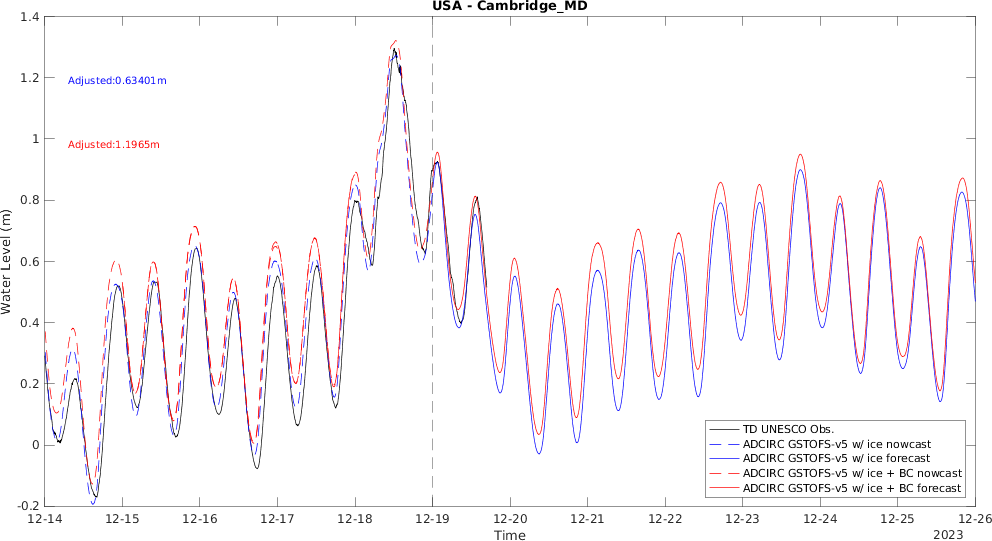 USA - Cambridge_MD
1.4
1.2
1
0.8
0.6
0.4
0.2
0
-0.2
Water Level (m)
Adjusted:0.63401m
Adjusted:1.1965m
TD UNESCO Obs.
ADCIRC GSTOFS-v5 w/ ice nowcast
ADCIRC GSTOFS-v5 w/ ice forecast
ADCIRC GSTOFS-v5 w/ ice + BC nowcast
ADCIRC GSTOFS-v5 w/ ice + BC forecast
12-14 12-15 12-16 12-17 12-18 12-19 12-20 12-21 12-22 12-23 12-24 12-25 12-26
Time
2023